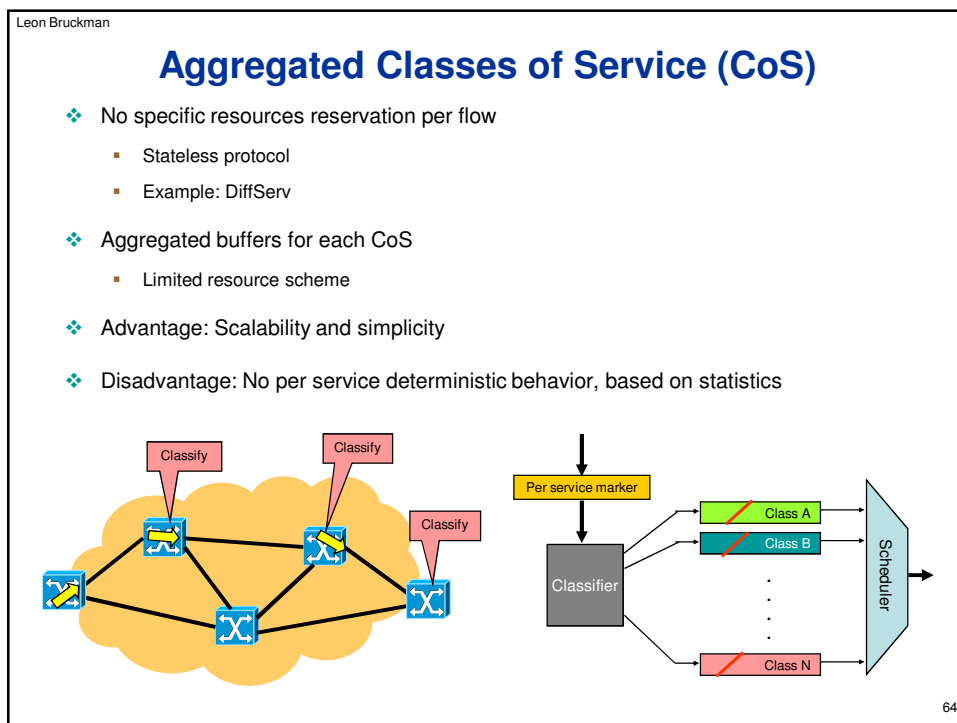 Leon Bruckman
Aggregated Classes of Service (CoS)
No specific resources reservation per flow
Stateless protocol
Example: DiffServ
Aggregated buffers for each CoS
Limited resource scheme
Advantage: Scalability and simplicity
Disadvantage: No per service deterministic behavior, based on statistics
Classify
Classify
Classify
Per service marker
Classifier
Class A
Class B
Class N
Scheduler
64